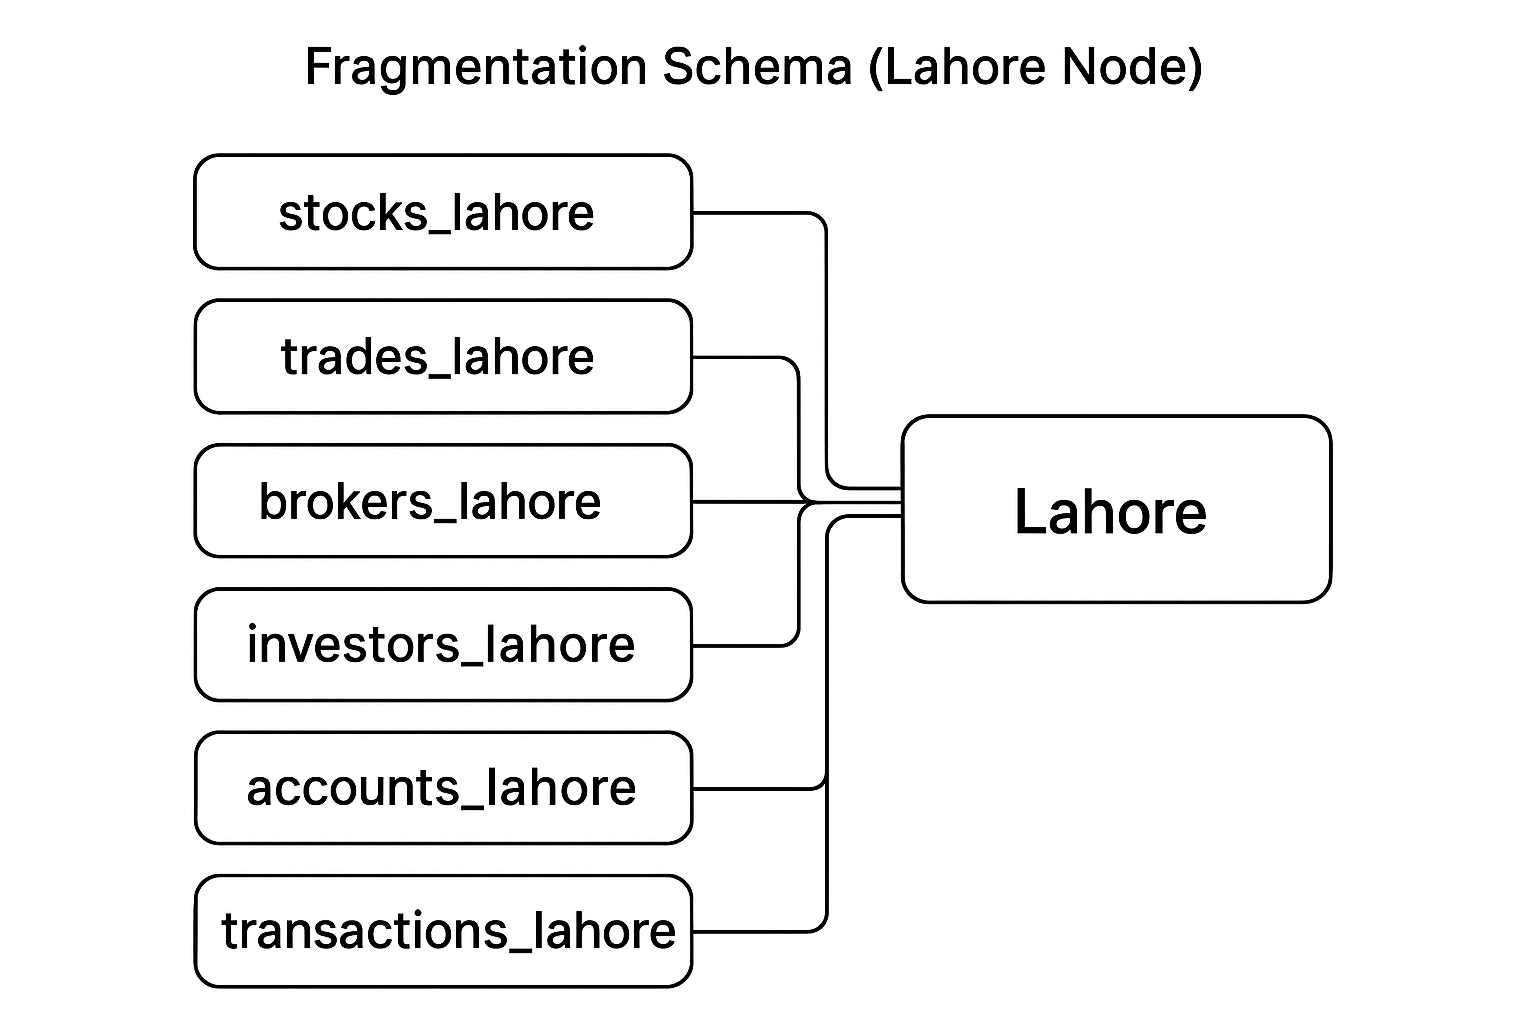 Fragmentation Schema (Lahore Node)
stocks_lahore
trades_lahore
brokers_lahore
investors_lahore
accounts_lahore
transactions_lahore
Lahore